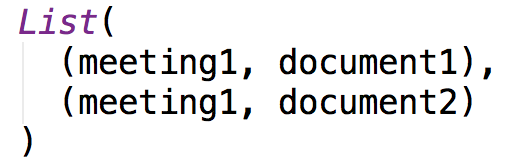 List(
  (meeting1, document1),
  (meeting1, document2)
)